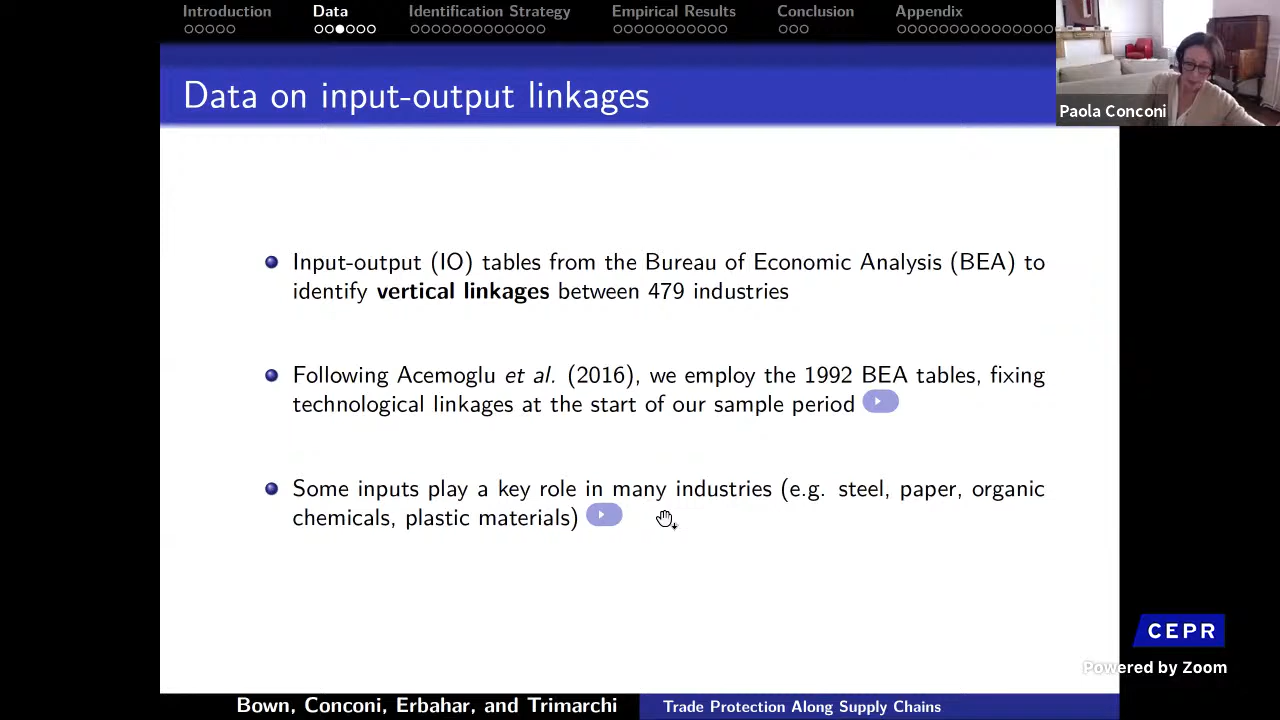 Introduction Data Identification Strategy Empirical Results Conclusion Appendix
Paola Conconi
Data on input-output linkages
Input-output (IO) tables from the Bureau of Economic Analysis (BEA) to
identify vertical linkages between 479 industries
Following Acemoglu et al. (2016), we employ the 1992 BEA tables, fixing
technological linkages at the start of our sample period
Some inputs play a key role in many industries (e.g. steel, paper, organic
chemicals, plastic materials)
CEPR
Powered by Zoom
Bown, Conconi, Erbahar, and Trimarchi Trade Protection Along Supply Chains